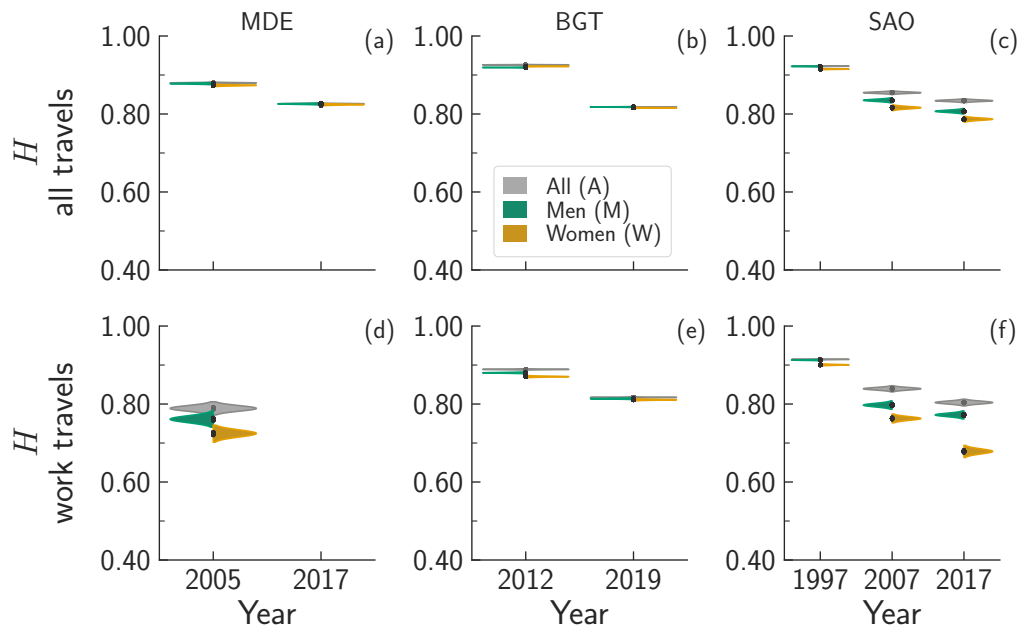 MDE
BGT
SAO
H
all travels
1.00
0.80
0.60
0.40
(a)
1.00
0.80
0.60
0.40
(b)
All (A)
Men (M)
Women (W)
1.00
0.80
0.60
0.40
(c)
H
work travels
1.00
0.80
0.60
0.40
(d)
2005
2017
Year
1.00
0.80
0.60
0.40
(e)
2012
2019
Year
1.00
0.80
0.60
0.40
(f)
1997
2007
2017
Year